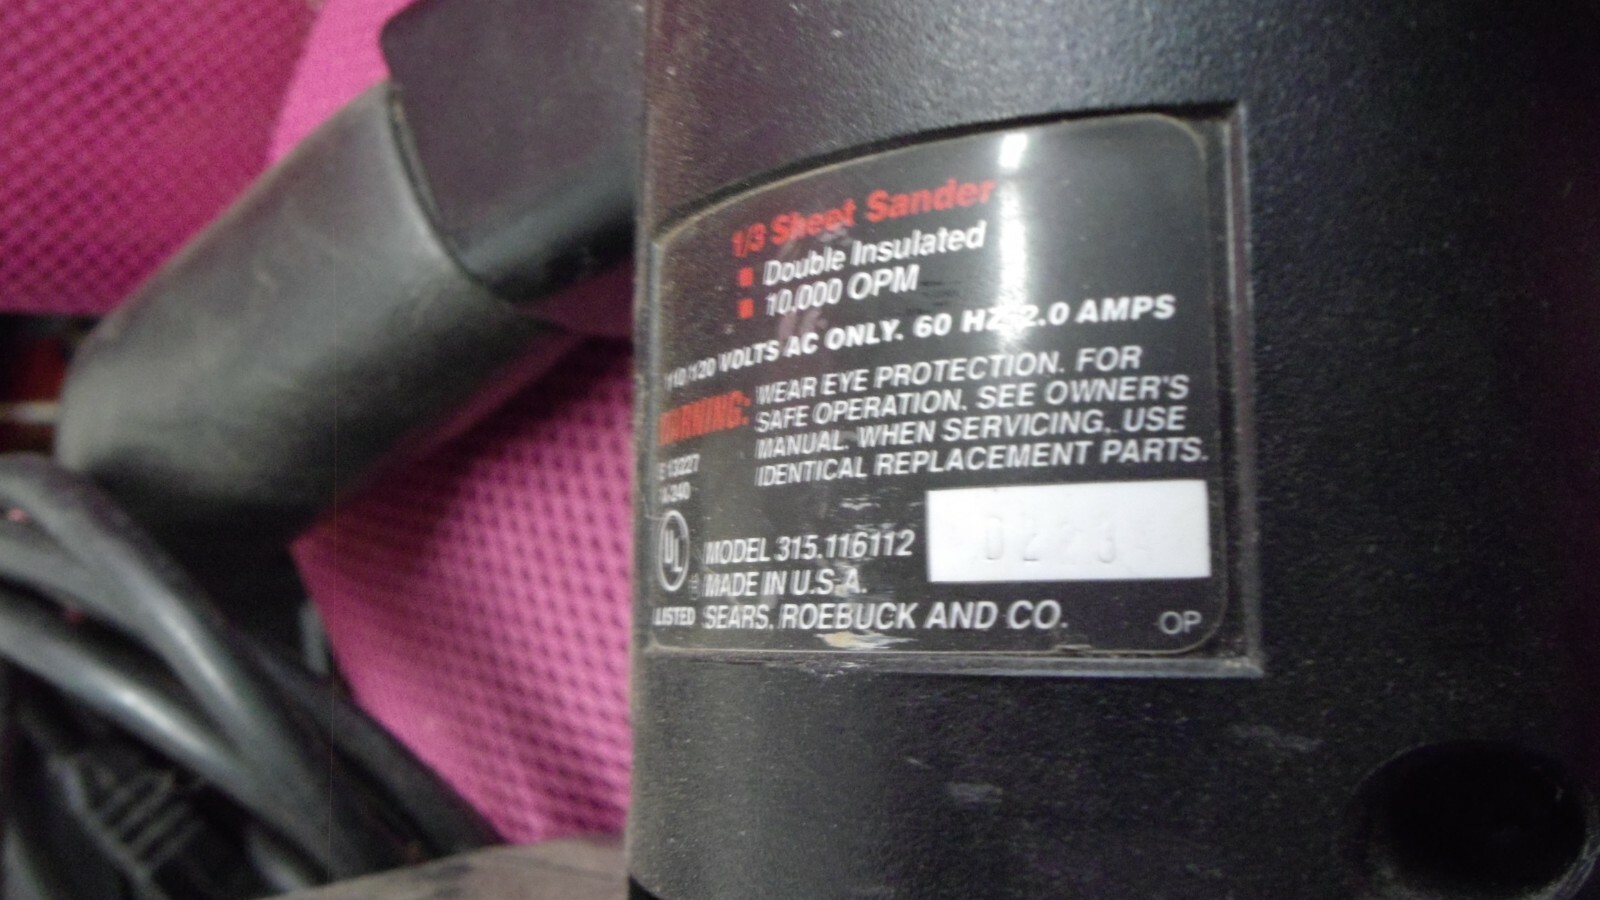 1/3 Sheet Sander
Double Insulated
10,000 OPM
110/120 VOLTS AC ONLY. 60 HZ, 2.0 AMPS
WARNING: WEAR EYE PROTECTION. FOR
SAFE OPERATION, SEE OWNER'S
MANUAL. WHEN SERVICING, USE
IDENTICAL REPLACEMENT PARTS.
UL
®
LISTED
MODEL 315.116112
MADE IN U.S.A.
SEARS, ROEBUCK AND CO.
OP